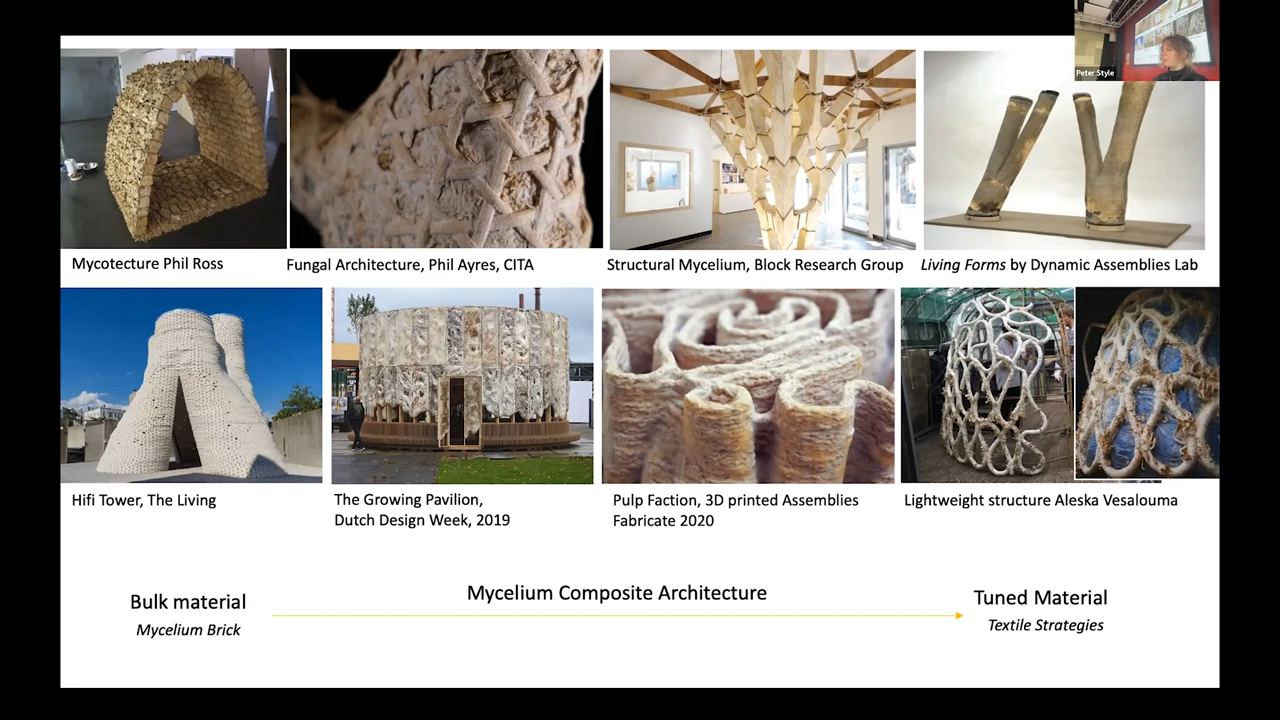 Peter Style
Mycotecture Phil Ross
Fungal Architecture, Phil Ayres, CITA
Structural Mycelium, Block Research Group
Living Forms by Dynamic Assemblies Lab
Hifi Tower, The Living
The Growing Pavilion,
Dutch Design Week, 2019
Pulp Faction, 3D printed Assemblies
Fabricate 2020
Lightweight structure Aleska Vesalouma
Mycelium Composite Architecture
Bulk material
Mycelium Brick
Tuned Material
Textile Strategies